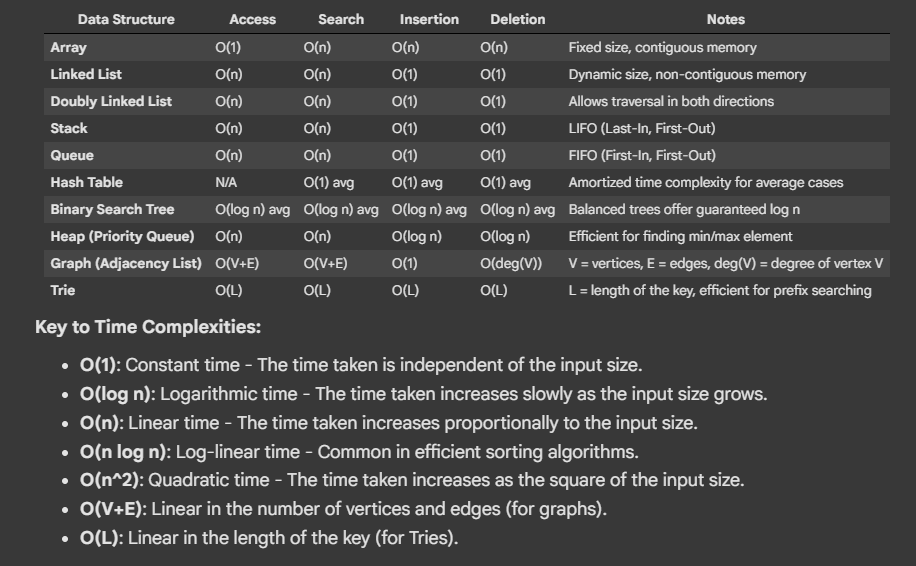 Data Structure Access Search Insertion Deletion Notes
Array O(1) O(n) O(n) O(n) Fixed size, contiguous memory
Linked List O(n) O(n) O(1) O(1) Dynamic size, non-contiguous memory
Doubly Linked List O(n) O(n) O(1) O(1) Allows traversal in both directions
Stack O(n) O(n) O(1) O(1) LIFO (Last-In, First-Out)
Queue O(n) O(n) O(1) O(1) FIFO (First-In, First-Out)
Hash Table N/A O(1) avg O(1) avg O(1) avg Amortized time complexity for average cases
Binary Search Tree O(log n) avg O(log n) avg O(log n) avg O(log n) avg Balanced trees offer guaranteed log n
Heap (Priority Queue) O(n) O(n) O(log n) O(log n) Efficient for finding min/max element
Graph (Adjacency List) O(V+E) O(V+E) O(1) O(deg(V)) V = vertices, E = edges, deg(V) = degree of vertex V
Trie O(L) O(L) O(L) O(L) L = length of the key, efficient for prefix searching
Key to Time Complexities:
• O(1): Constant time - The time taken is independent of the input size.
• O(log n): Logarithmic time - The time taken increases slowly as the input size grows.
• O(n): Linear time - The time taken increases proportionally to the input size.
• O(n log n): Log-linear time - Common in efficient sorting algorithms.
• O(n^2): Quadratic time - The time taken increases as the square of the input size.
• O(V+E): Linear in the number of vertices and edges (for graphs).
• O(L): Linear in the length of the key (for Tries).